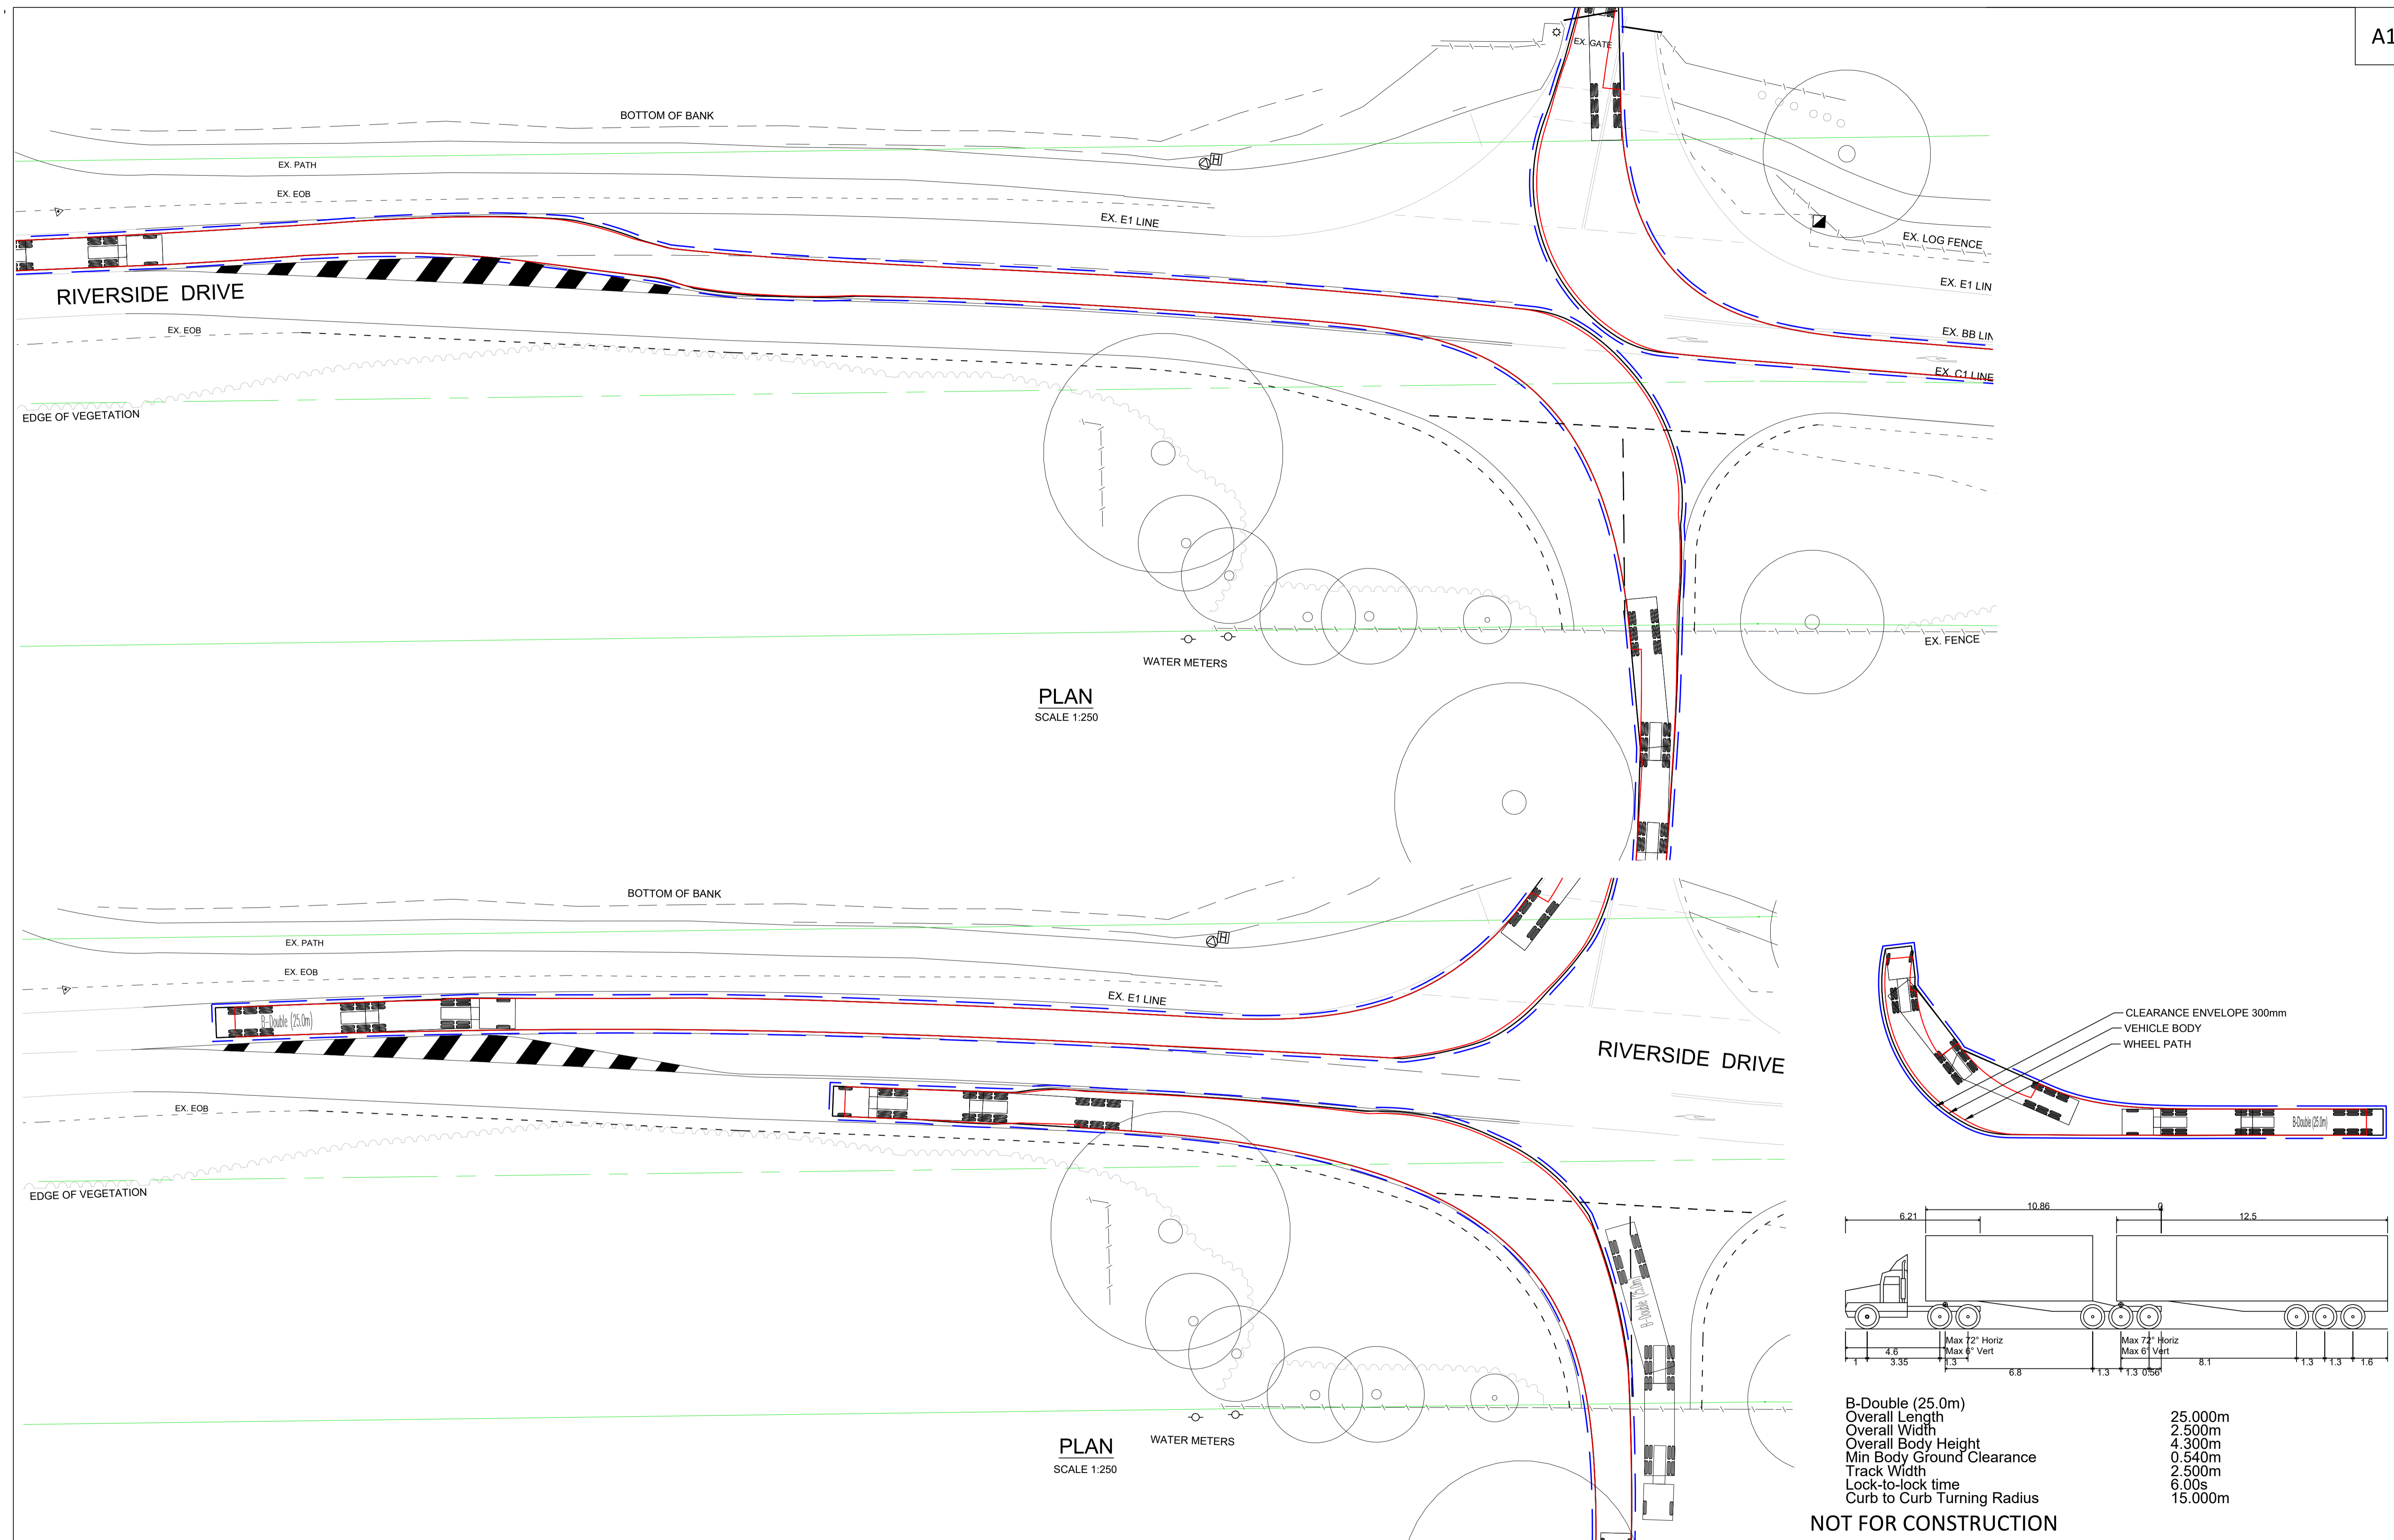 A1
EX. GATE
BOTTOM OF BANK
EX. PATH
EX. EOB
EX. E1 LINE
EX. LOG FENCE
EX. E1 LIN
RIVERSIDE DRIVE
EX. EOB
EX. BB LIN
EX. C1 LINE
EDGE OF VEGETATION
WATER METERS
EX. FENCE
PLAN
SCALE 1:250
BOTTOM OF BANK
EX. PATH
EX. EOB
EX. E1 LINE
B-Double (25.0m)
RIVERSIDE DRIVE
EX. EOB
EDGE OF VEGETATION
B-Double (25.0m)
WATER METERS
PLAN
SCALE 1:250
CLEARANCE ENVELOPE 300mm
VEHICLE BODY
WHEEL PATH
B-Double (25.0m)
10.86 0
6.21 12.5
Max 72° Horiz Max 72° Horiz
Max 6° Vert Max 6° Vert
4.6
1 3.35 1.3 8.1 1.3 1.3 1.6
6.8 1.3 1.3 0.56
B-Double (25.0m)
Overall Length 25.000m
Overall Width 2.500m
Overall Body Height 4.300m
Min Body Ground Clearance 0.540m
Track Width 2.500m
Lock-to-lock time 6.00s
Curb to Curb Turning Radius 15.000m
NOT FOR CONSTRUCTION